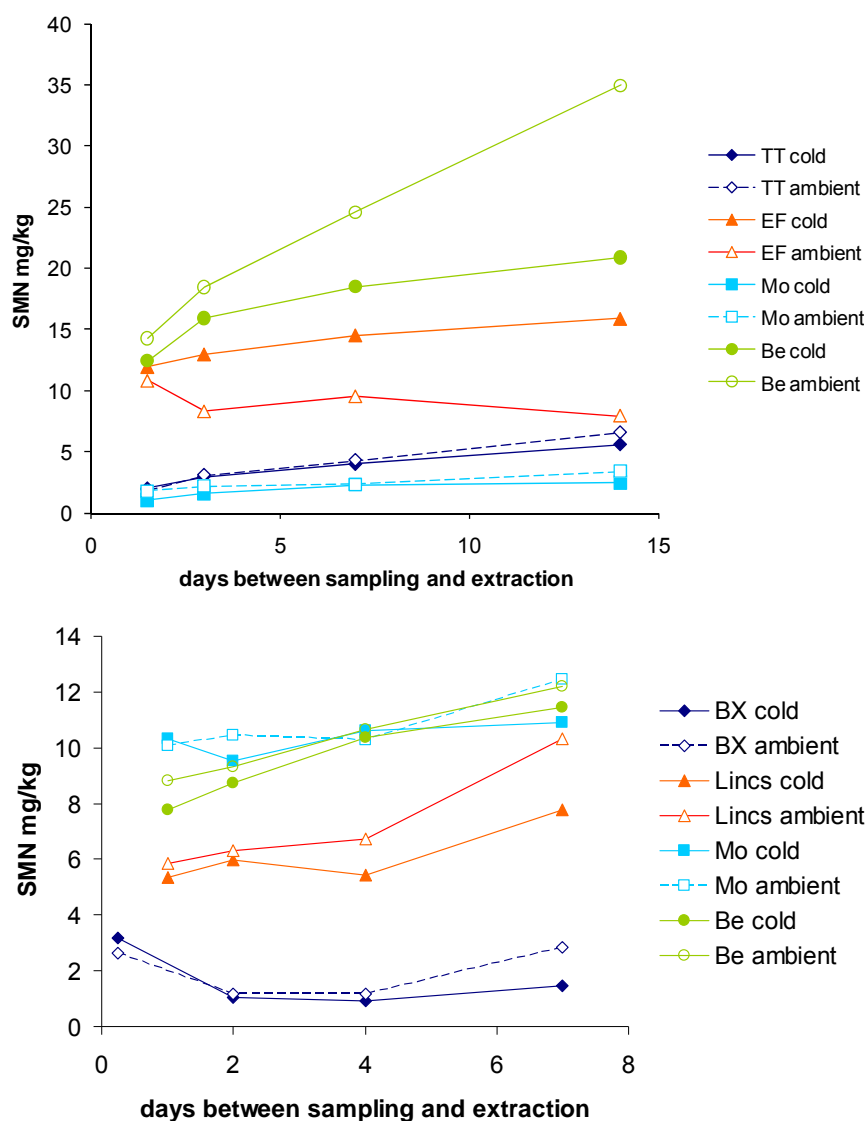 40
35
30
25
20
15
10
5
0
SMN mg/kg
0 5 10 15
days between sampling and extraction
TT cold
TT ambient
EF cold
EF ambient
Mo cold
Mo ambient
Be cold
Be ambient
14
12
10
8
6
4
2
0
SMN mg/kg
0 2 4 6 8
days between sampling and extraction
BX cold
BX ambient
Lincs cold
Lincs ambient
Mo cold
Mo ambient
Be cold
Be ambient